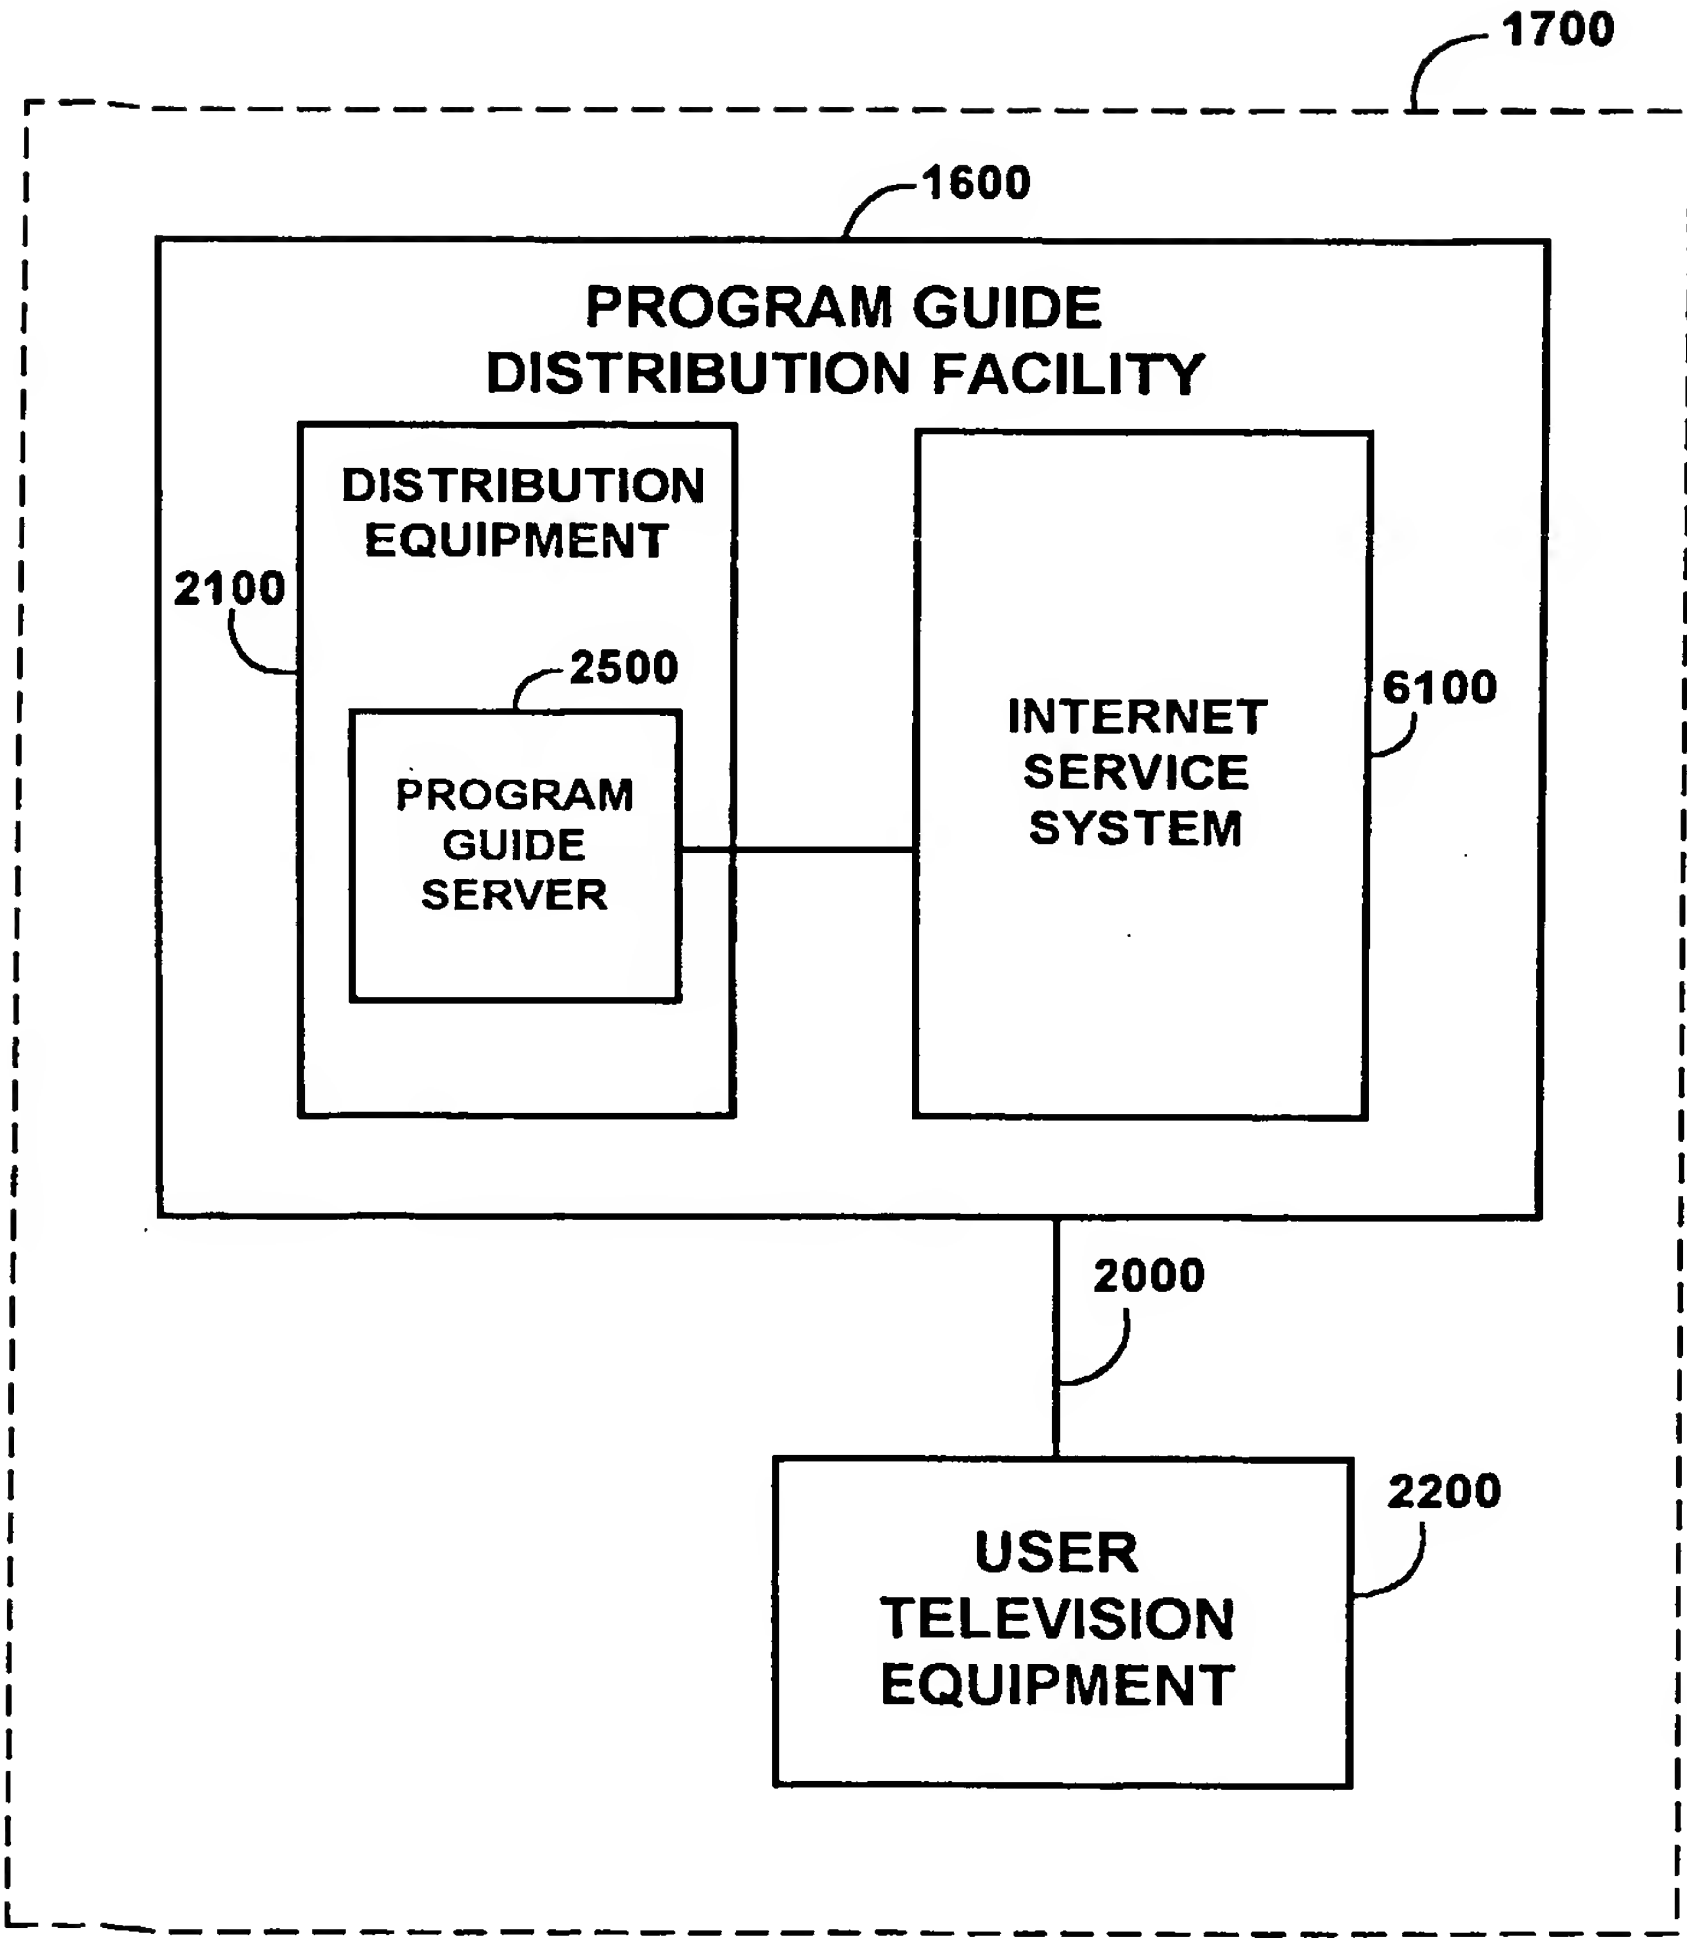 1700
1600
PROGRAM GUIDE
DISTRIBUTION FACILITY
DISTRIBUTION
EQUIPMENT
2100
2500
PROGRAM
GUIDE
SERVER
INTERNET
SERVICE
SYSTEM
6100
2000
2200
USER
TELEVISION
EQUIPMENT